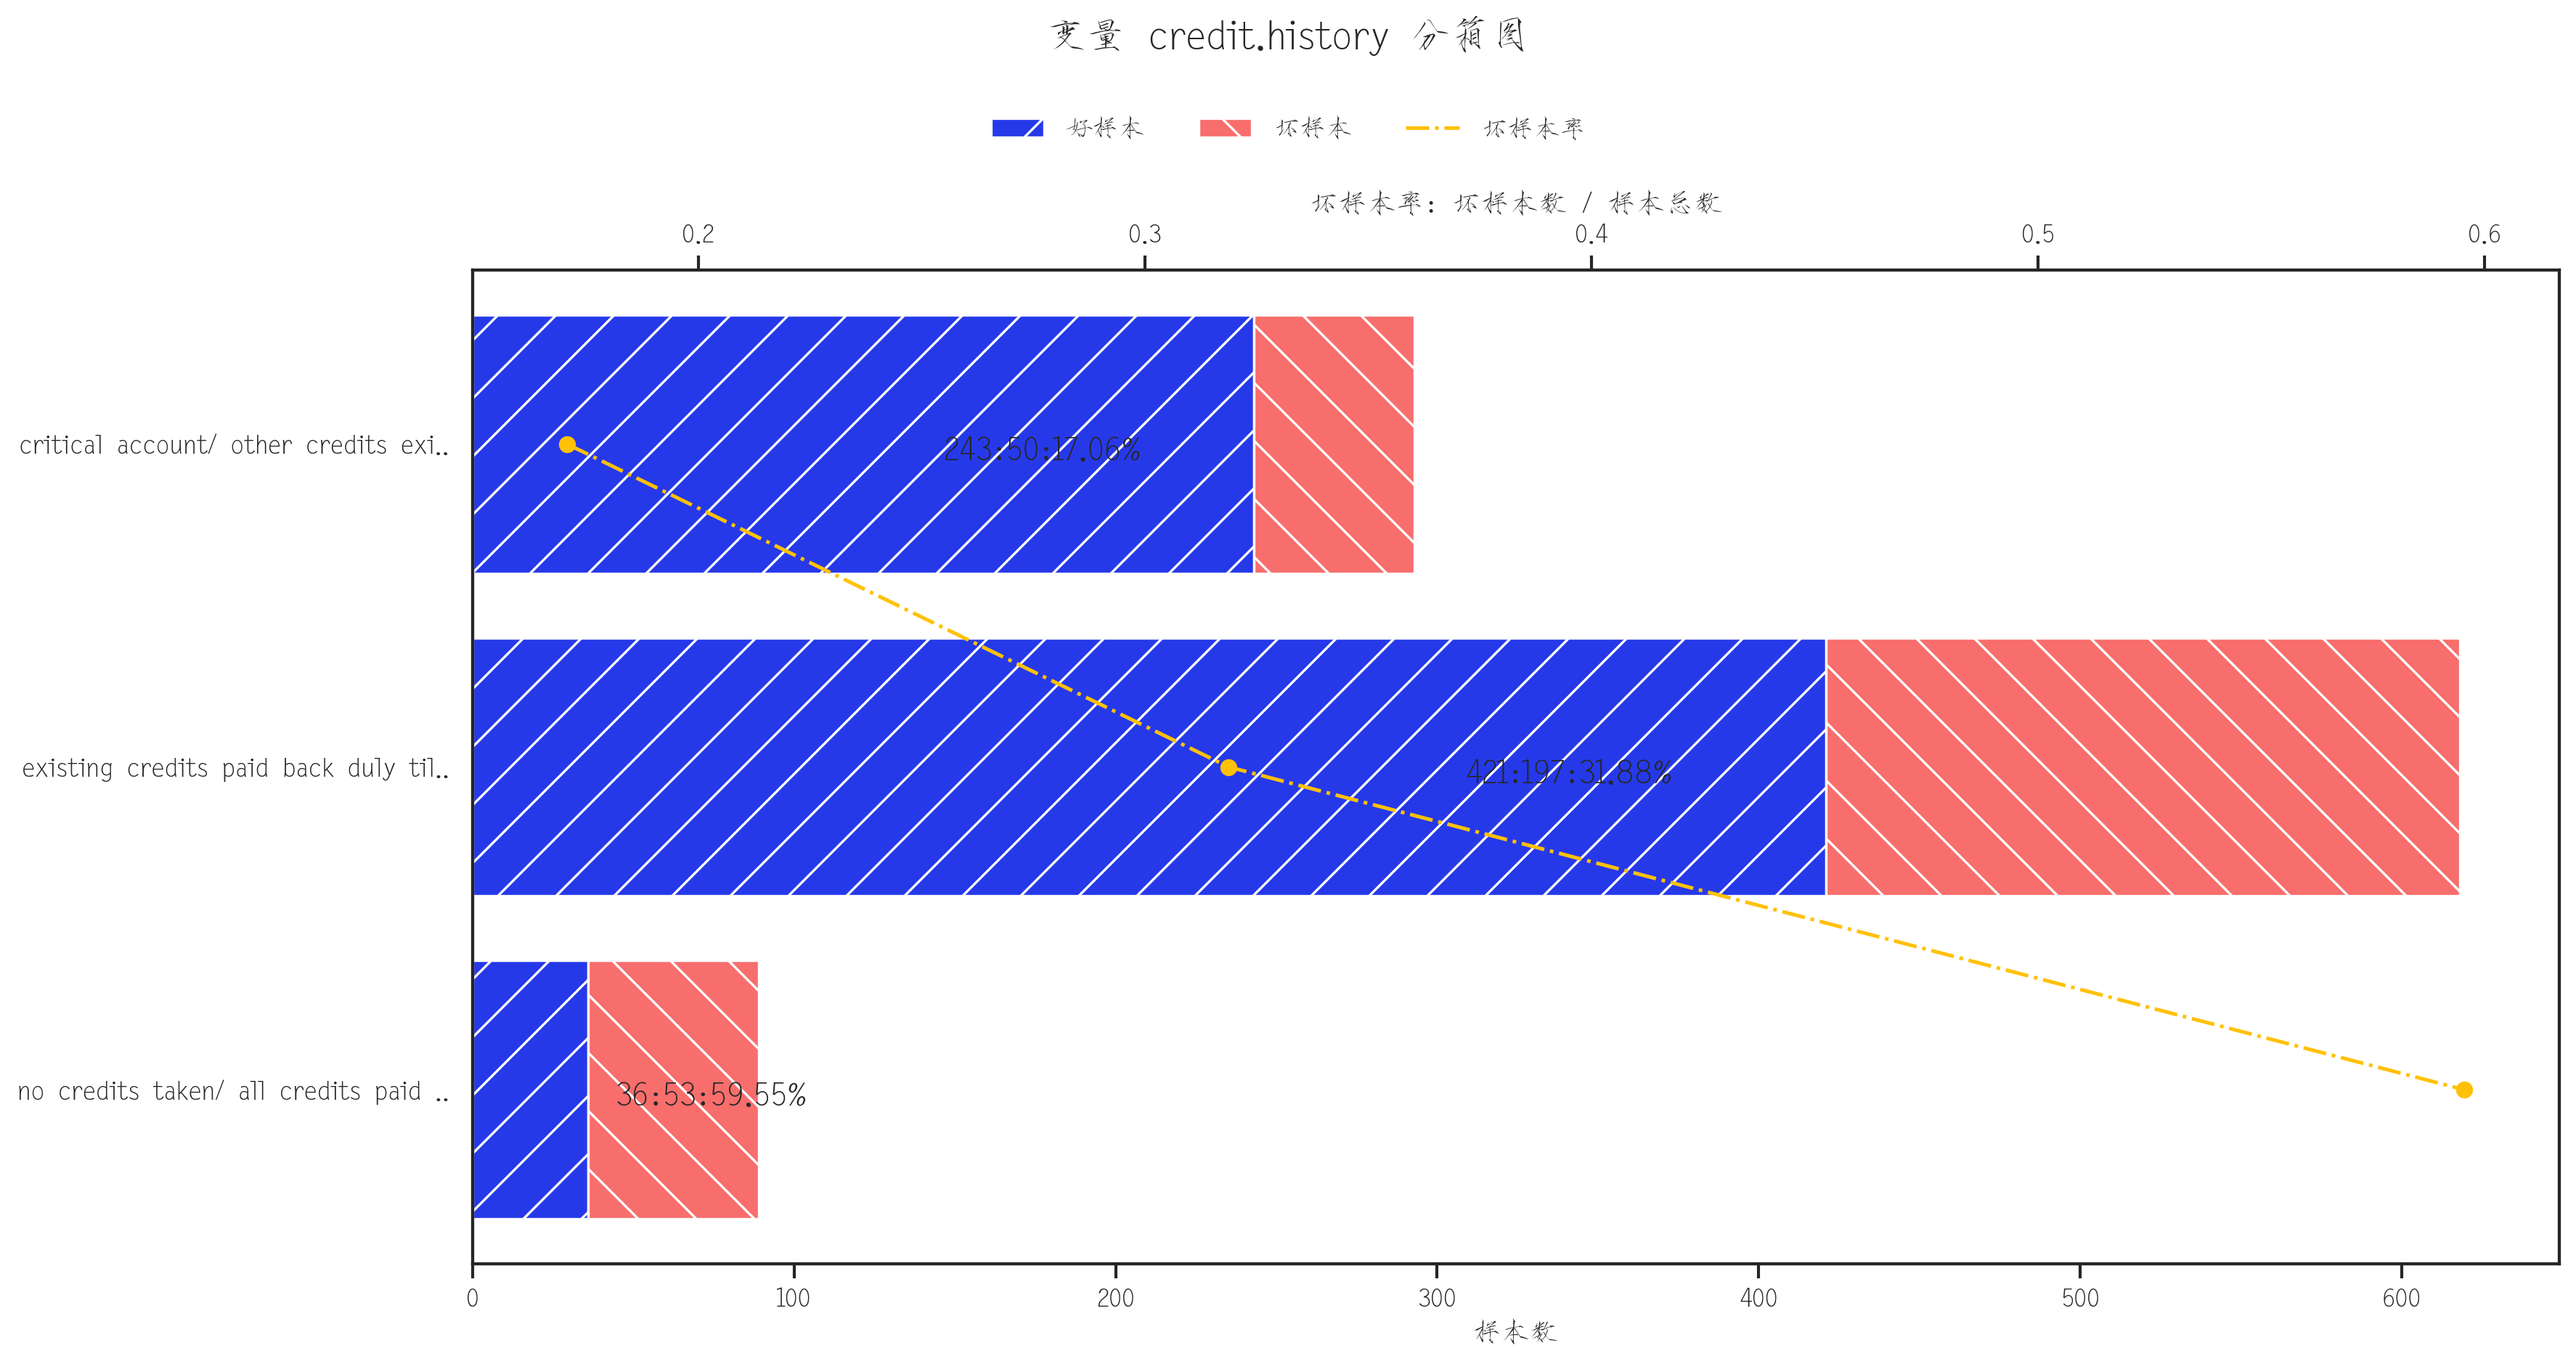 变量 credit.history 分箱图
好样本 坏样本 坏样本率
坏样本率: 坏样本数 / 样本总数
0.2 0.3 0.4 0.5 0.6
critical account/ other credits exi..
243:50:17.06%
existing credits paid back duly til..
421:197:31.88%
no credits taken/ all credits paid ..
36:53:59.55%
0 100 200 300 400 500 600
样本数